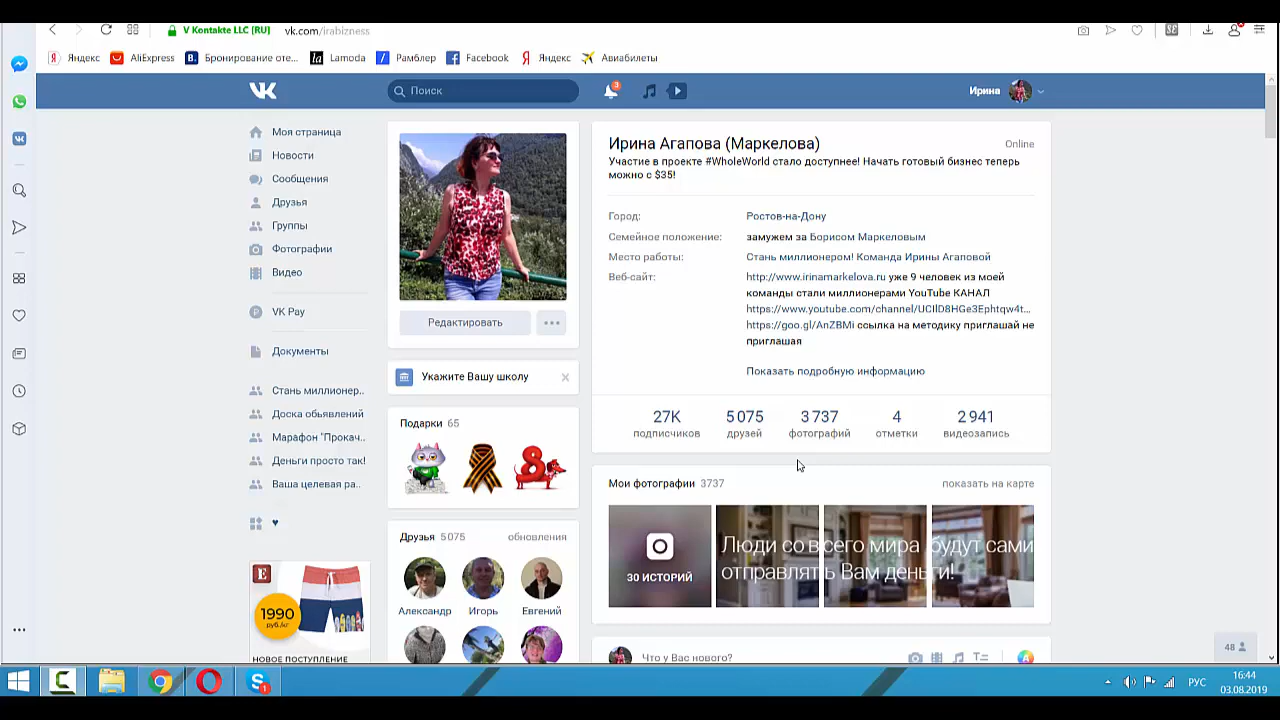 V Kontakte LLC [RU] vk.com/irabizness
Яндекс AliExpress Бронирование оте... Lamoda Рамблер Facebook Яндекс Авиабилеты
Поиск
3
Ирина
Моя страница
Новости
Сообщения
Друзья
Группы
Фотографии
Видео
VK Pay
Документы
Стань миллионер..
Доска обьявлений
Марафон "Прокач..
Деньги просто так!
Ваша целевая ра..
1990
руб./кг
НОВОЕ ПОСТУПЛЕНИЕ
Редактировать
Укажите Вашу школу
Подарки 65
Друзья 5075 обновления
Александр Игорь Евгений
Ирина Агапова (Маркелова) Online
Участие в проекте #WholeWorld стало доступнее! Начать готовый бизнес теперь
можно с $35!
Город: Ростов-на-Дону
Семейное положение: замужем за Борисом Маркеловым
Место работы: Стань миллионером! Команда Ирины Агаповой
Веб-сайт: http://www.irinamarkelova.ru уже 9 человек из моей
команды стали миллионерами YouTube КАНАЛ
https://www.youtube.com/channel/UCIlD8HGe3Ephtqw4t...
https://goo.gl/AnZBMi ссылка на методику приглашай не
приглашая
Показать подробную информацию
27K 5 075 3 737 4 2 941
подписчиков друзей фотографий отметки видеозапись
Мои фотографии 3737 показать на карте
30 ИСТОРИЙ
Люди со всего мира будут сами
отправлять Вам деньги!
Что у Вас нового?
48
РУС
16:44
03.08.2019